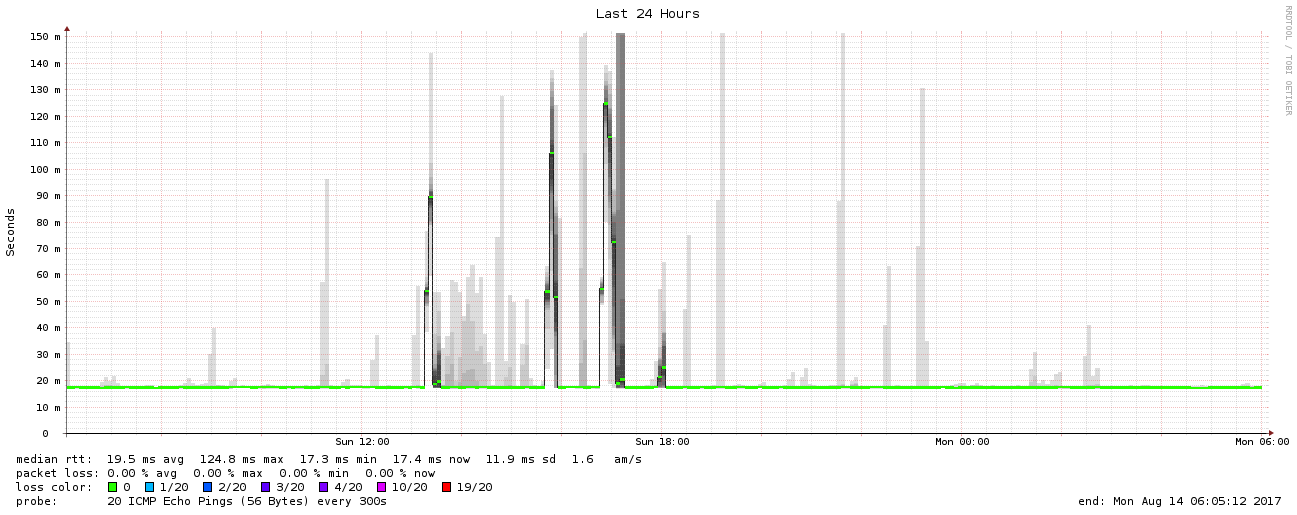 Last 24 Hours
RRDTOOL / TOBI OETIKER
Seconds
150 m
140 m
130 m
120 m
110 m
100 m
90 m
80 m
70 m
60 m
50 m
40 m
30 m
20 m
10 m
0
Sun 12:00 Sun 18:00 Mon 00:00 Mon 06:00
median rtt: 19.5 ms avg 124.8 ms max 17.3 ms min 17.4 ms now 11.9 ms sd 1.6 am/s
packet loss: 0.00 % avg 0.00 % max 0.00 % min 0.00 % now
loss color: 0 1/20 2/20 3/20 4/20 10/20 19/20
probe: 20 ICMP Echo Pings (56 Bytes) every 300s end: Mon Aug 14 06:05:12 2017